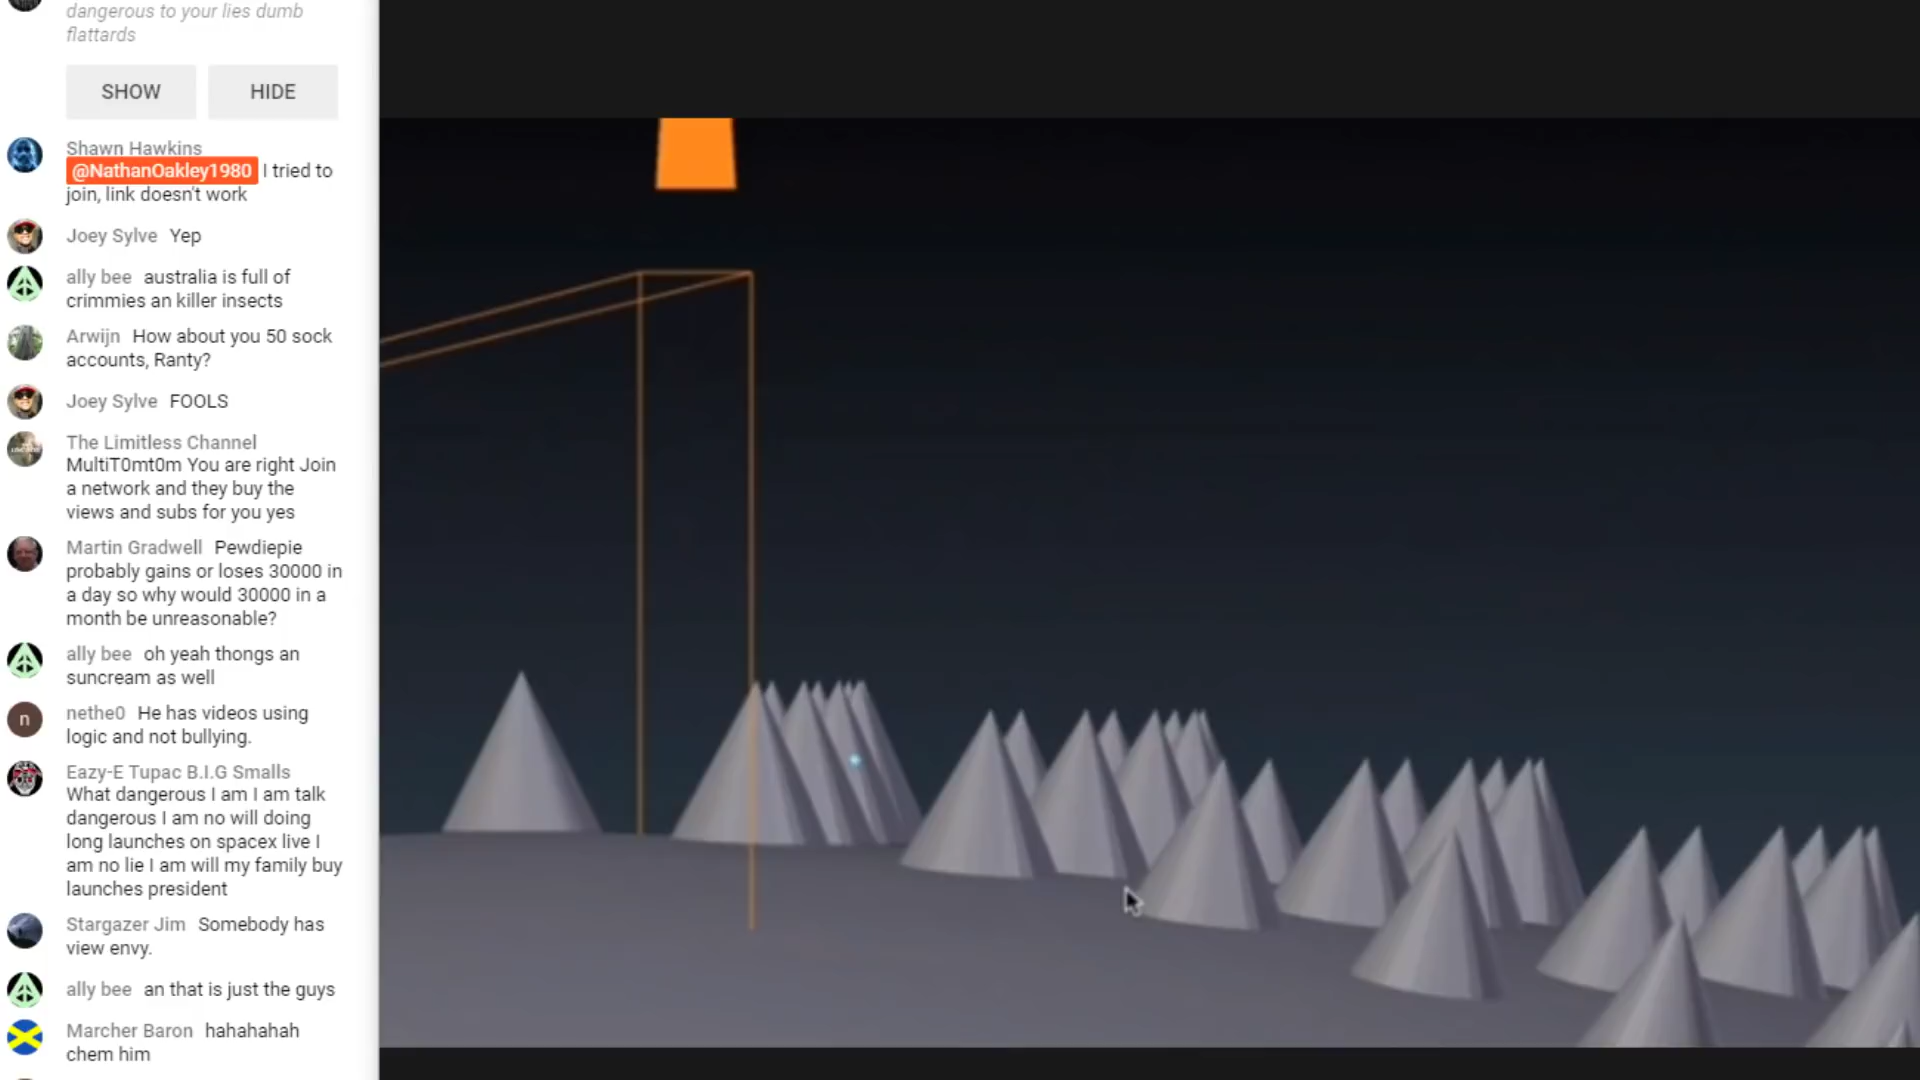 dangerous to your lies dumb
flattards
SHOW HIDE
Shawn Hawkins
@NathanOakley1980 I tried to
join, link doesn't work
Joey Sylve Yep
ally bee australia is full of
crimmies an killer insects
Arwijn How about you 50 sock
accounts, Ranty?
Joey Sylve FOOLS
The Limitless Channel
MultiT0mt0m You are right Join
a network and they buy the
views and subs for you yes
Martin Gradwell Pewdiepie
probably gains or loses 30000 in
a day so why would 30000 in a
month be unreasonable?
ally bee oh yeah thongs an
suncream as well
n
nethe0 He has videos using
logic and not bullying.
Eazy-E Tupac B.I.G Smalls
What dangerous I am I am talk
dangerous I am no will doing
long launches on spacex live I
am no lie I am will my family buy
launches president
Stargazer Jim Somebody has
view envy.
ally bee an that is just the guys
Marcher Baron hahahahah
chem him